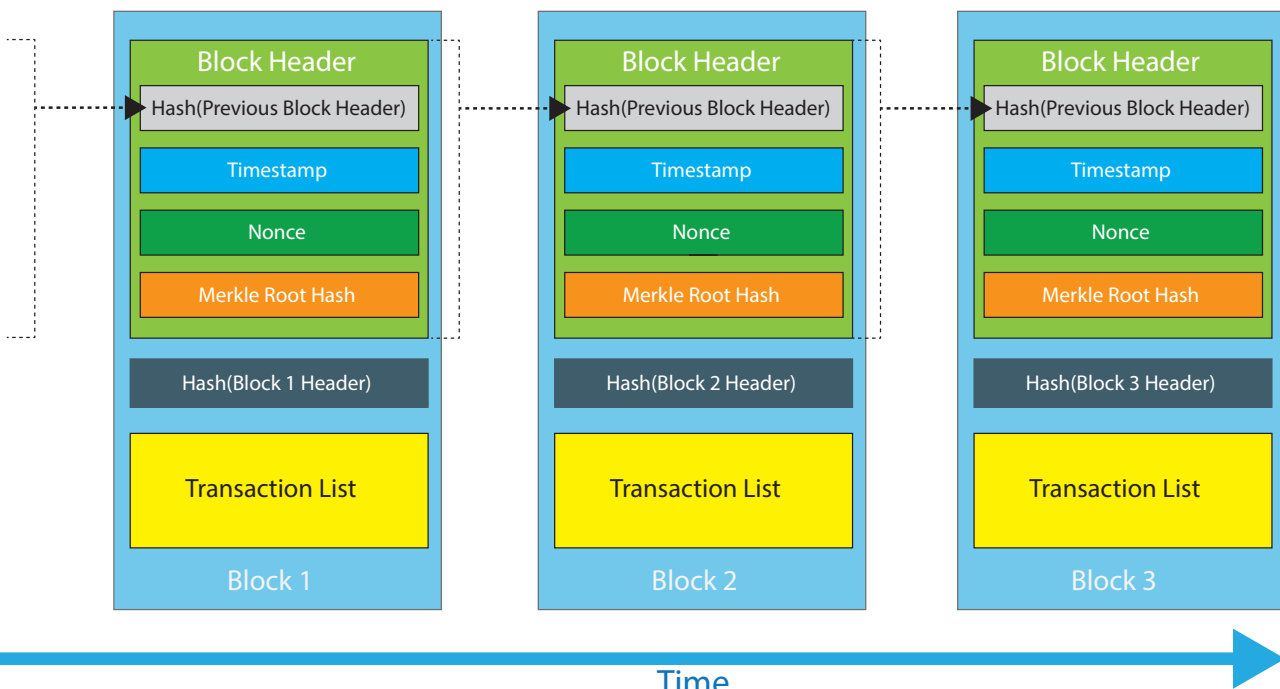 Block Header
Hash(Previous Block Header)
Timestamp
Nonce
Merkle Root Hash
Hash(Block 1 Header)
Transaction List
Block 1
Block Header
Hash(Previous Block Header)
Timestamp
Nonce
Merkle Root Hash
Hash(Block 2 Header)
Transaction List
Block 2
Block Header
Hash(Previous Block Header)
Timestamp
Nonce
Merkle Root Hash
Hash(Block 3 Header)
Transaction List
Block 3
Time